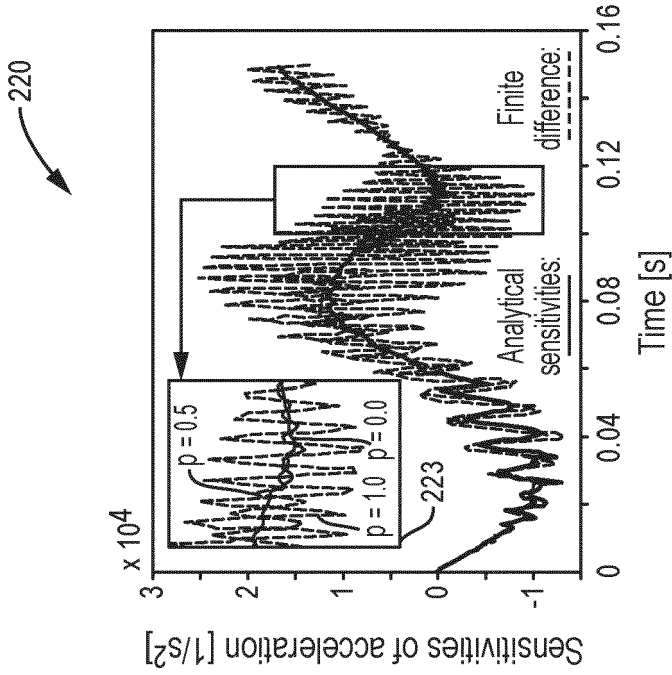 220
x 10⁴
3
2
1
0
-1
Sensitivities of acceleration [1/s²]
p = 0.5
p = 1.0
p = 0.0
223
Analytical
sensitivities:
Finite
difference:
0
0.04
0.08
0.12
0.16
Time [s]